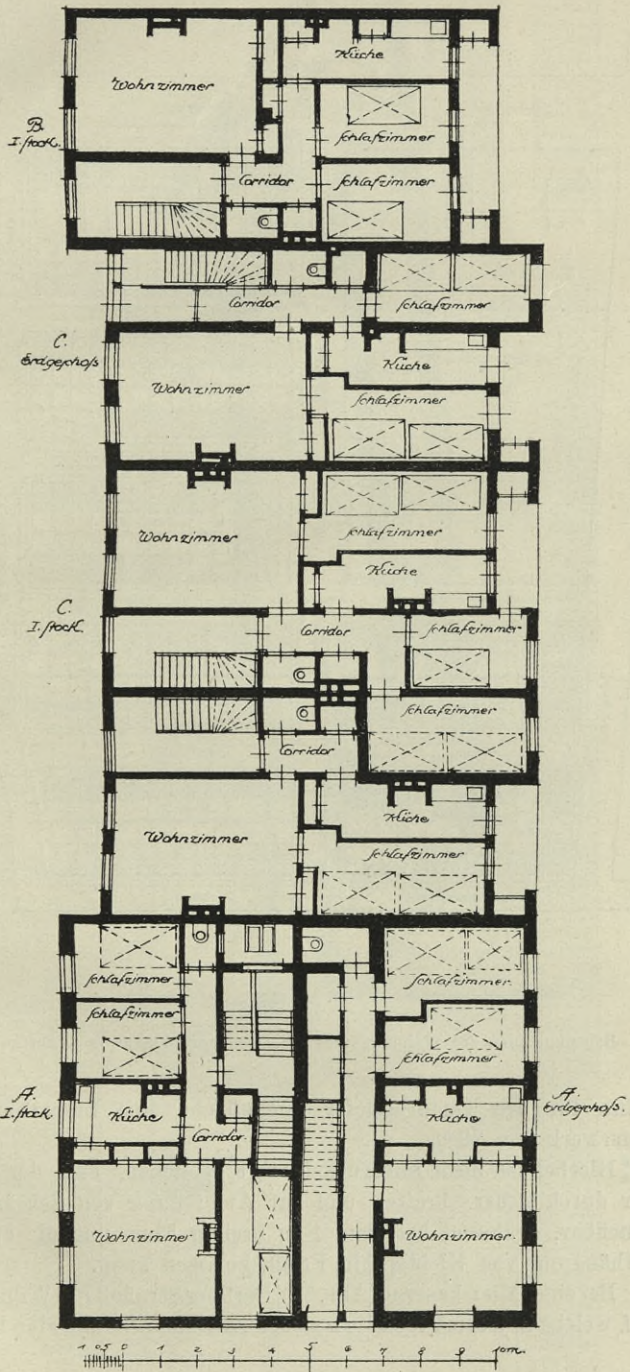 B.
I. Stock.
Wohnzimmer
Küche
Schlafzimmer
Corridor
Schlafzimmer
C.
Erdgeschoſs
Corridor
Schlafzimmer
Wohnzimmer
Küche
Schlafzimmer
C.
I. Stock.
Wohnzimmer
Schlafzimmer
Küche
Corridor
Schlafzimmer
Schlafzimmer
Corridor
Wohnzimmer
Küche
Schlafzimmer
A.
I. Stock
Schlafzimmer
Schlafzimmer
Küche
Corridor.
Wohnzimmer
A.
Erdgeschoſs.
Schlafzimmer.
Schlafzimmer.
Küche
Wohnzimmer.
1 0,5 0 1 2 3 4 5 6 7 8 9 10m.